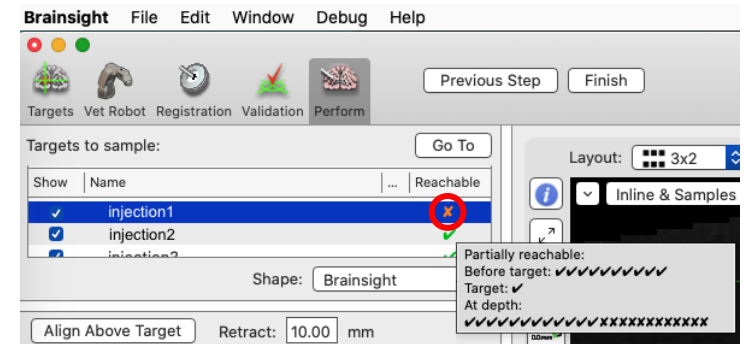 Brainsight File Edit Window Debug Help
Targets Vet Robot Registration Validation Perform
Previous Step Finish
Targets to sample:
Go To
Layout: 3x2
Show Name ... Reachable
Inline & Samples
injection1 ✘
injection2 ✔
Partially reachable:
Before target: ✔✔✔✔✔✔✔✔✔✔
Target: ✔
At depth:
✔✔✔✔✔✔✔✔✔✔✔✔✘✘✘✘✘✘✘✘✘✘✘✘
Shape: Brainsight
Align Above Target Retract: 10.00 mm